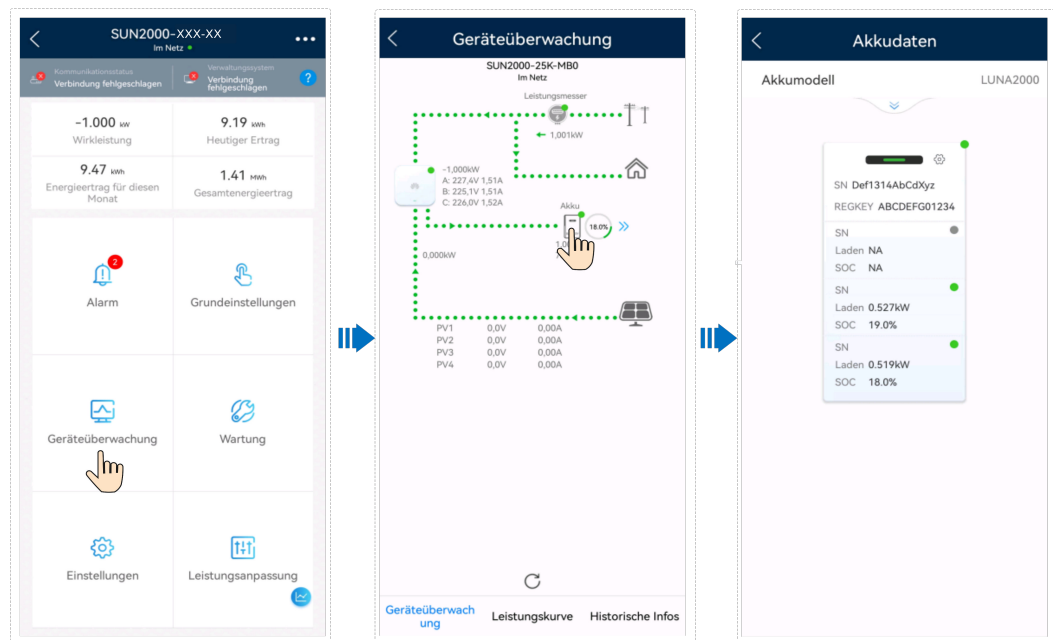 SUN2000-XXX-XX
Im Netz
Kommunikationsstatus
Verbindung fehlgeschlagen
Verwaltungssystem
Verbindung
fehlgeschlagen
?
-1.000 kW
Wirkleistung
9.19 kWh
Heutiger Ertrag
9.47 kWh
Energieertrag für diesen
Monat
1.41 MWh
Gesamtenergieertrag
2
Alarm
Grundeinstellungen
Geräteüberwachung
Wartung
Einstellungen
Leistungsanpassung
Geräteüberwachung
SUN2000-25K-MB0
Im Netz
Leistungsmesser
1,001kW
-1,000kW
A: 227,4V 1,51A
B: 225,1V 1,51A
C: 226,0V 1,52A
Akku
18.0%
0,000kW
PV1 0,0V 0,00A
PV2 0,0V 0,00A
PV3 0,0V 0,00A
PV4 0,0V 0,00A
Geräteüberwach
ung
Leistungskurve
Historische Infos
Akkudaten
Akkumodell LUNA2000
SN Def1314AbCdXyz
REGKEY ABCDEFG01234
SN
Laden NA
SOC NA
SN
Laden 0.527kW
SOC 19.0%
SN
Laden 0.519kW
SOC 18.0%